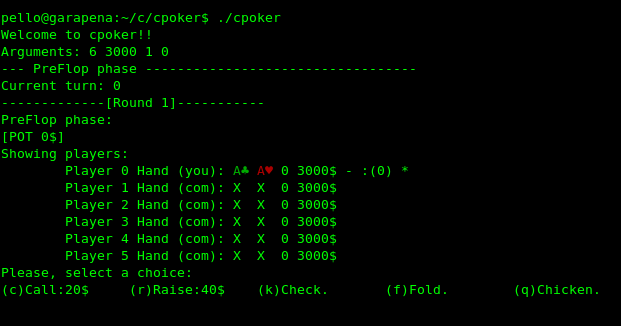 pello@garapena:~/c/cpoker$ ./cpoker
Welcome to cpoker!!
Arguments: 6 3000 1 0
--- PreFlop phase ----------------------------------
Current turn: 0
-------------[Round 1]-----------
PreFlop phase:
[POT 0$]
Showing players:
        Player 0 Hand (you): A♣ A♥ 0 3000$ - :(0) *
        Player 1 Hand (com): X  X  0 3000$
        Player 2 Hand (com): X  X  0 3000$
        Player 3 Hand (com): X  X  0 3000$
        Player 4 Hand (com): X  X  0 3000$
        Player 5 Hand (com): X  X  0 3000$
Please, select a choice:
(c)Call:20$     (r)Raise:40$    (k)Check.       (f)Fold.        (q)Chicken.